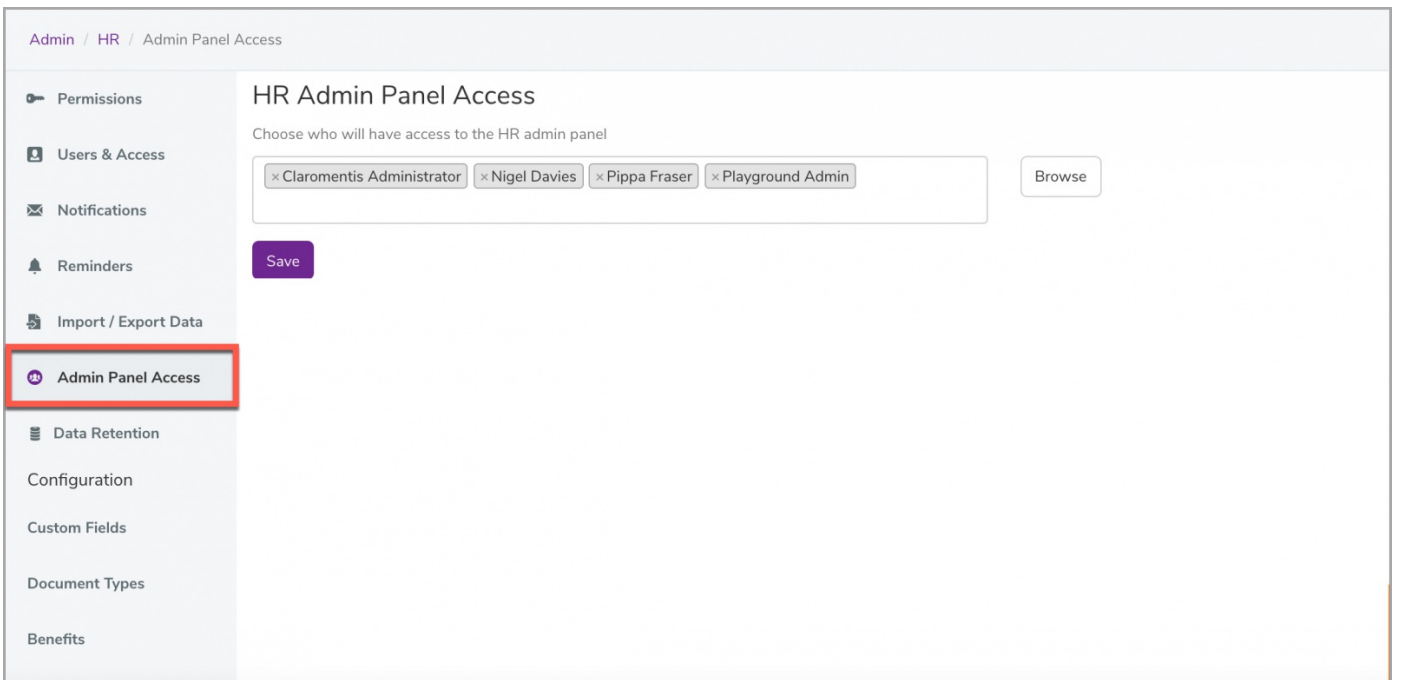 Admin / HR / Admin Panel Access
Permissions
Users & Access
Notifications
Reminders
Import / Export Data
Admin Panel Access
Data Retention
Configuration
Custom Fields
Document Types
Benefits
HR Admin Panel Access
Choose who will have access to the HR admin panel
×Claromentis Administrator ×Nigel Davies ×Pippa Fraser ×Playground Admin
Browse
Save